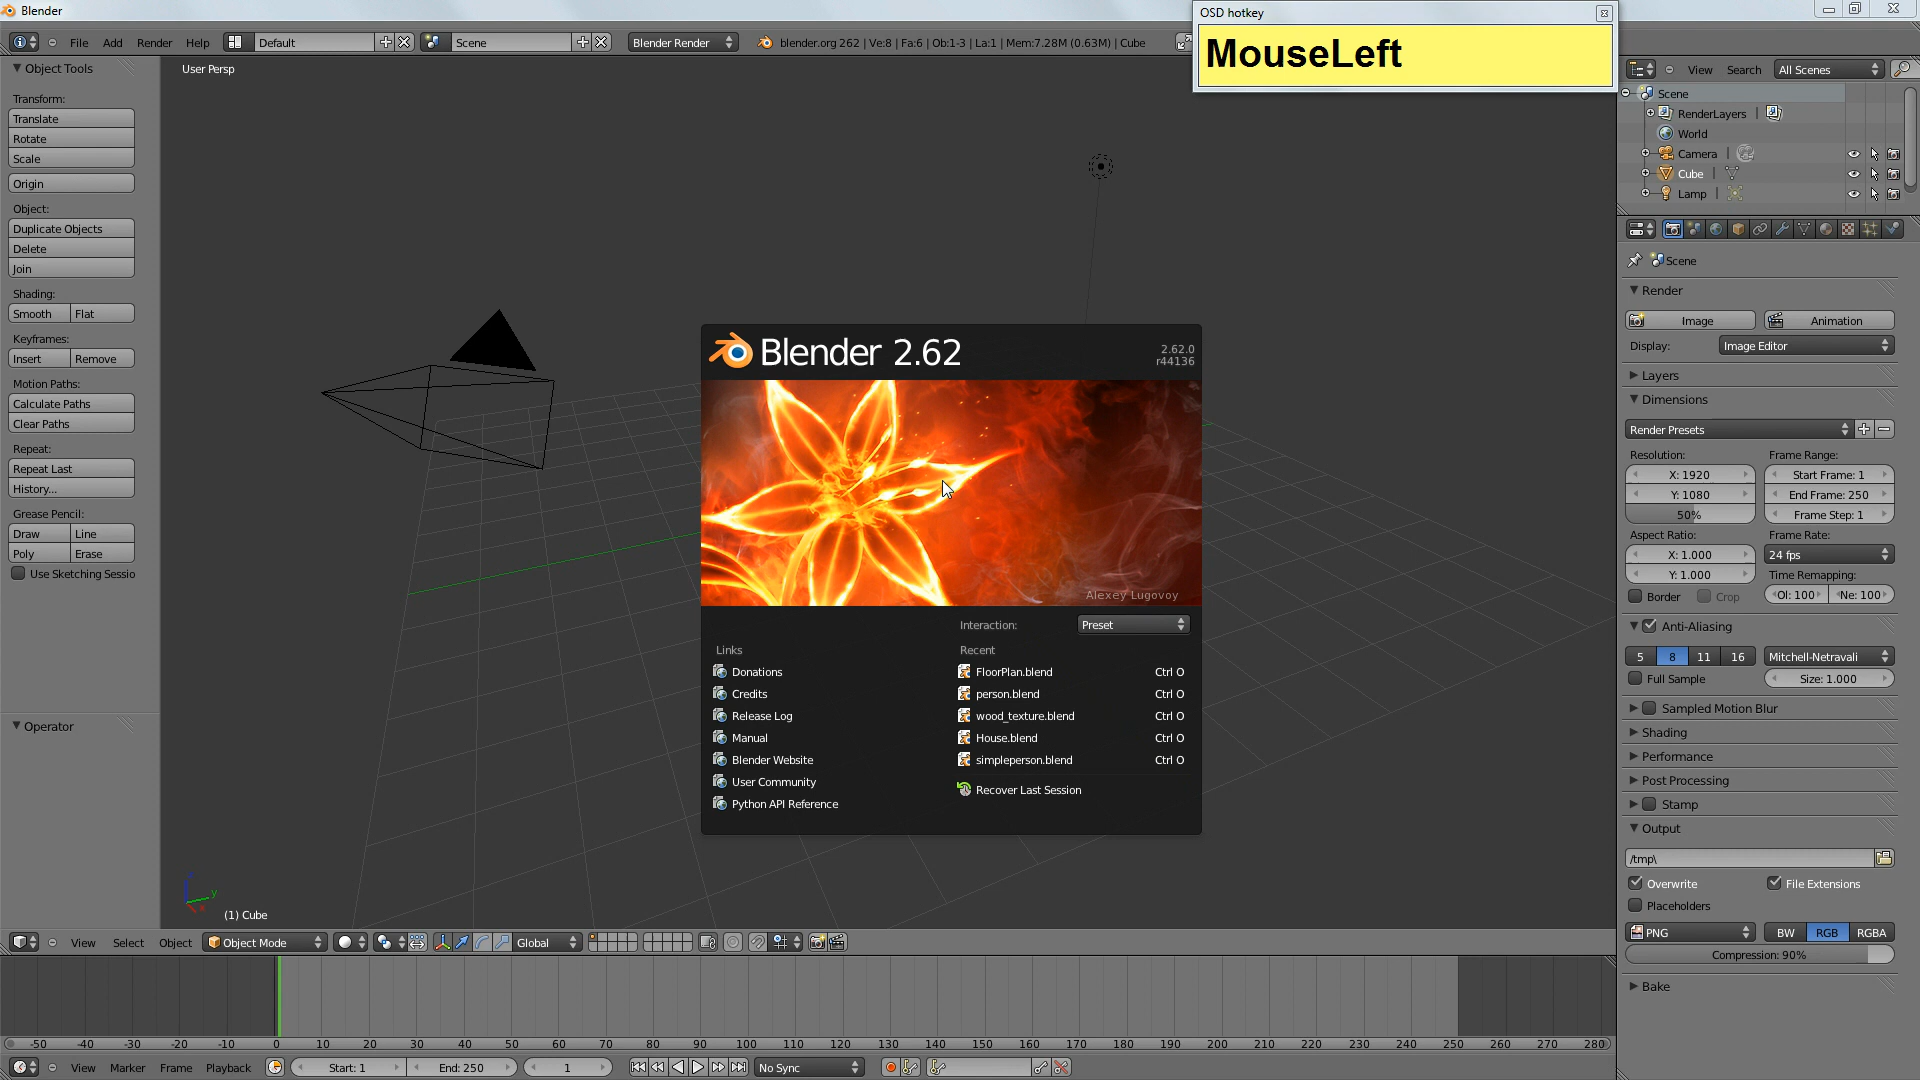 Blender
OSD hotkey
MouseLeft
File Add Render Help Default Scene Blender Render blender.org 262 | Ve:8 | Fa:6 | Ob:1-3 | La:1 | Mem:7.28M (0.63M) | Cube
Object Tools
User Persp
Transform:
Translate
Rotate
Scale
Origin
Object:
Duplicate Objects
Delete
Join
Shading:
Smooth Flat
Keyframes:
Insert Remove
Motion Paths:
Calculate Paths
Clear Paths
Repeat:
Repeat Last
History...
Grease Pencil:
Draw Line
Poly Erase
Use Sketching Sessio
Operator
Blender 2.62
2.62.0
r44136
Alexey Lugovoy
Interaction: Preset
Links
Donations
Credits
Release Log
Manual
Blender Website
User Community
Python API Reference
Recent
FloorPlan.blend Ctrl O
person.blend Ctrl O
wood_texture.blend Ctrl O
House.blend Ctrl O
simpleperson.blend Ctrl O
Recover Last Session
(1) Cube
View Select Object Object Mode Global
View Search All Scenes
Scene
RenderLayers |
World
Camera |
Cube |
Lamp |
Scene
Render
Image Animation
Display: Image Editor
Layers
Dimensions
Render Presets
Resolution: Frame Range:
X: 1920 Start Frame: 1
Y: 1080 End Frame: 250
50% Frame Step: 1
Aspect Ratio: Frame Rate:
X: 1.000 24 fps
Y: 1.000 Time Remapping:
Border Crop Ol: 100 Ne: 100
Anti-Aliasing
5 8 11 16 Mitchell-Netravali
Full Sample Size: 1.000
Sampled Motion Blur
Shading
Performance
Post Processing
Stamp
Output
/tmp\
Overwrite File Extensions
Placeholders
PNG BW RGB RGBA
Compression: 90%
Bake
-50 -40 -30 -20 -10 0 10 20 30 40 50 60 70 80 90 100 110 120 130 140 150 160 170 180 190 200 210 220 230 240 250 260 270 280
View Marker Frame Playback Start: 1 End: 250 1 No Sync